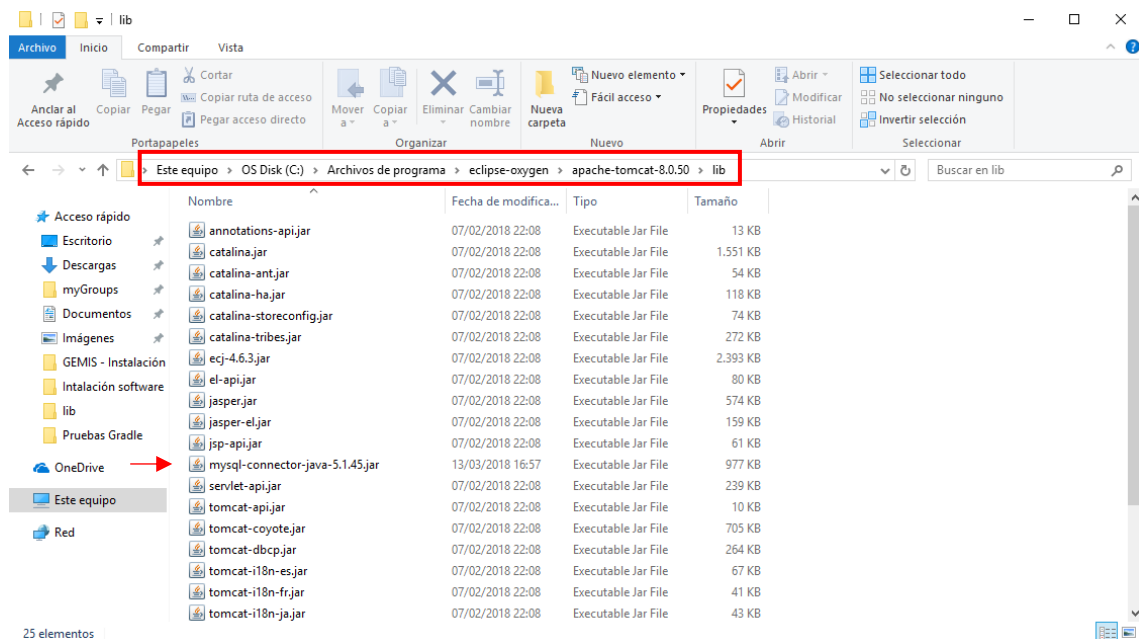 lib
Archivo Inicio Compartir Vista
Anclar al Acceso rápido
Copiar
Pegar
Cortar
Copiar ruta de acceso
Pegar acceso directo
Portapapeles
Mover a
Copiar a
Eliminar
Cambiar nombre
Organizar
Nueva carpeta
Nuevo elemento
Fácil acceso
Nuevo
Propiedades
Abrir
Modificar
Historial
Abrir
Seleccionar todo
No seleccionar ninguno
Invertir selección
Seleccionar
Este equipo > OS Disk (C:) > Archivos de programa > eclipse-oxygen > apache-tomcat-8.0.50 > lib
Buscar en lib
Acceso rápido
Escritorio
Descargas
myGroups
Documentos
Imágenes
GEMIS - Instalación
Intalación software
lib
Pruebas Gradle
OneDrive
Este equipo
Red
Nombre Fecha de modifica... Tipo Tamaño
annotations-api.jar 07/02/2018 22:08 Executable Jar File 13 KB
catalina.jar 07/02/2018 22:08 Executable Jar File 1.551 KB
catalina-ant.jar 07/02/2018 22:08 Executable Jar File 54 KB
catalina-ha.jar 07/02/2018 22:08 Executable Jar File 118 KB
catalina-storeconfig.jar 07/02/2018 22:08 Executable Jar File 74 KB
catalina-tribes.jar 07/02/2018 22:08 Executable Jar File 272 KB
ecj-4.6.3.jar 07/02/2018 22:08 Executable Jar File 2.393 KB
el-api.jar 07/02/2018 22:08 Executable Jar File 80 KB
jasper.jar 07/02/2018 22:08 Executable Jar File 574 KB
jasper-el.jar 07/02/2018 22:08 Executable Jar File 159 KB
jsp-api.jar 07/02/2018 22:08 Executable Jar File 61 KB
mysql-connector-java-5.1.45.jar 13/03/2018 16:57 Executable Jar File 977 KB
servlet-api.jar 07/02/2018 22:08 Executable Jar File 239 KB
tomcat-api.jar 07/02/2018 22:08 Executable Jar File 10 KB
tomcat-coyote.jar 07/02/2018 22:08 Executable Jar File 705 KB
tomcat-dbcp.jar 07/02/2018 22:08 Executable Jar File 264 KB
tomcat-i18n-es.jar 07/02/2018 22:08 Executable Jar File 67 KB
tomcat-i18n-fr.jar 07/02/2018 22:08 Executable Jar File 41 KB
tomcat-i18n-ja.jar 07/02/2018 22:08 Executable Jar File 43 KB
25 elementos